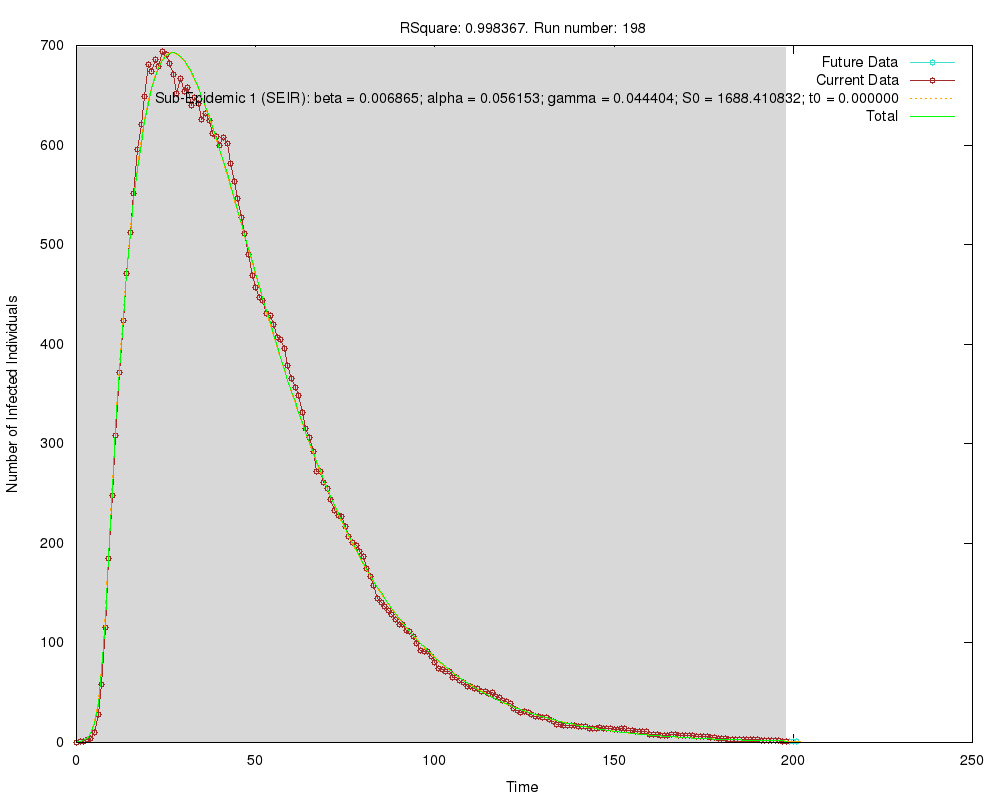 RSquare: 0.998367. Run number: 198
700
Future Data
Current Data
Sub-Epidemic 1 (SEIR): beta = 0.006865; alpha = 0.056153; gamma = 0.044404; S0 = 1688.410832; t0 = 0.000000
Total
600
500
400
300
200
100
0
Number of Infected Individuals
0 50 100 150 200 250
Time